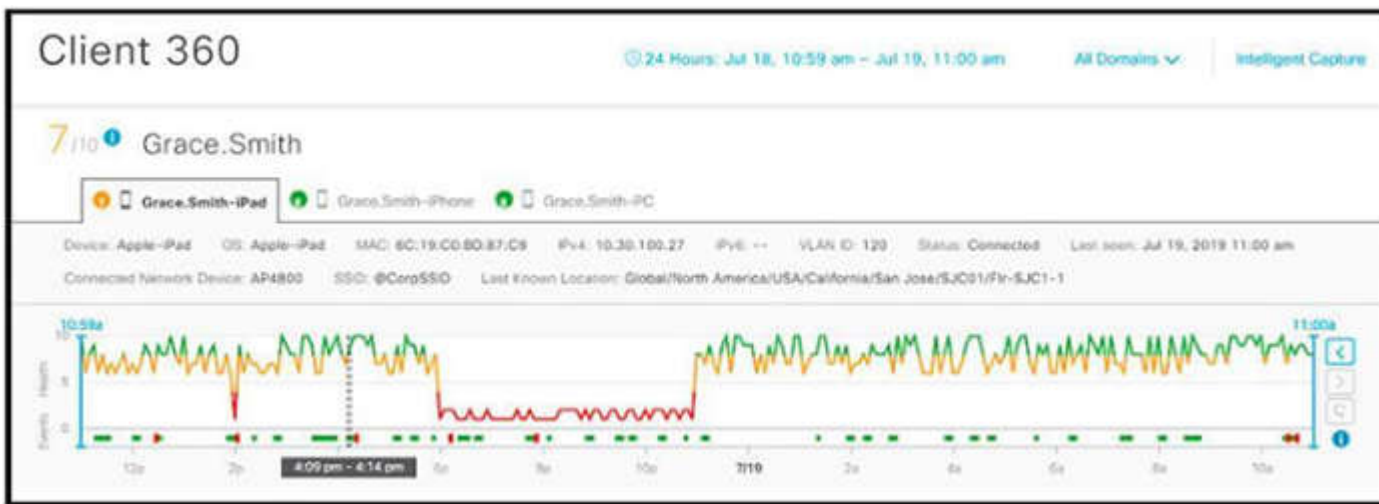 Client 360
24 Hours: Jul 18, 10:59 am – Jul 19, 11:00 am All Domains Intelligent Capture
7/10 Grace.Smith
Grace.Smith-iPad Grace.Smith-iPhone Grace.Smith-PC
Device: Apple-iPad OS: Apple-iPad MAC: 6C:19:C0:BD:87:C9 IPv4: 10.30.100.27 IPv6: -- VLAN ID: 120 Status: Connected Last seen: Jul 19, 2019 11:00 am
Connected Network Device: AP4800 SSID: @CorpSSID Last Known Location: Global/North America/USA/California/San Jose/SJC01/Flr-SJC1-1
10:59a 11:00a
10
5
0
Health
Events
12p 2p 4:09 pm - 4:14 pm 6p 8p 10p 7/19 2a 4a 6a 8a 10a